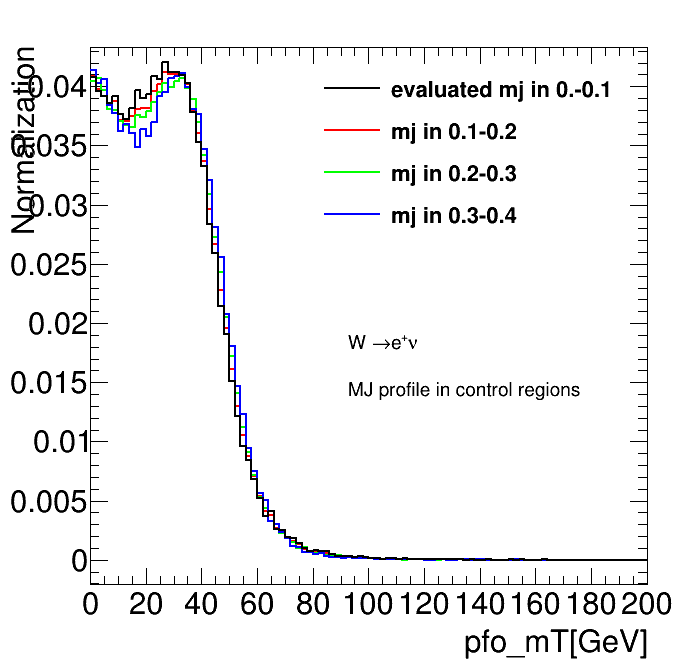 Normanization
0.04
0.035
0.03
0.025
0.02
0.015
0.01
0.005
0
evaluated mj in 0.-0.1
mj in 0.1-0.2
mj in 0.2-0.3
mj in 0.3-0.4
W →e⁺ν
MJ profile in control regions
0 20 40 60 80 100 120 140 160 180 200
pfo_mT[GeV]